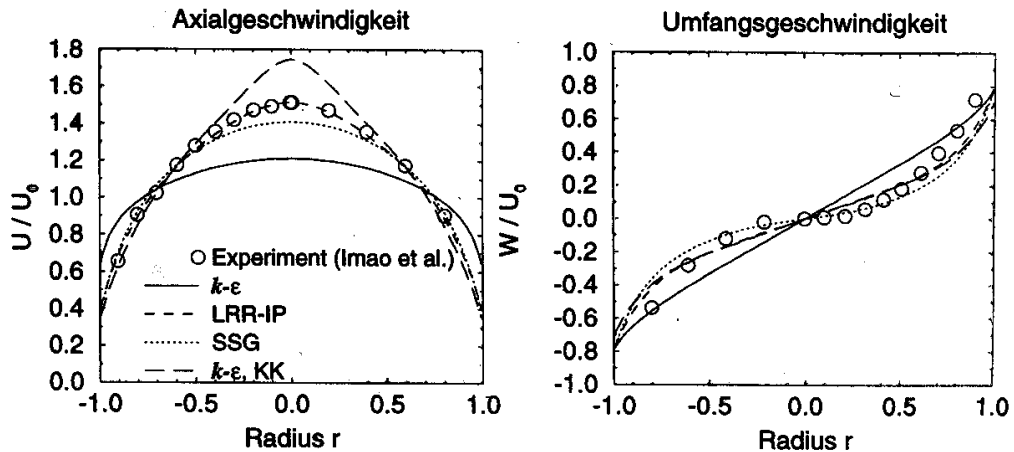 Axialgeschwindigkeit
U / U₀
1.8
1.6
1.4
1.2
1.0
0.8
0.6
0.4
0.2
0.0
Experiment (Imao et al.)
k-ε
LRR-IP
SSG
k-ε, KK
-1.0 -0.5 0.0 0.5 1.0
Radius r
Umfangsgeschwindigkeit
W / U₀
1.0
0.8
0.6
0.4
0.2
0.0
-0.2
-0.4
-0.6
-0.8
-1.0
-1.0 -0.5 0.0 0.5 1.0
Radius r